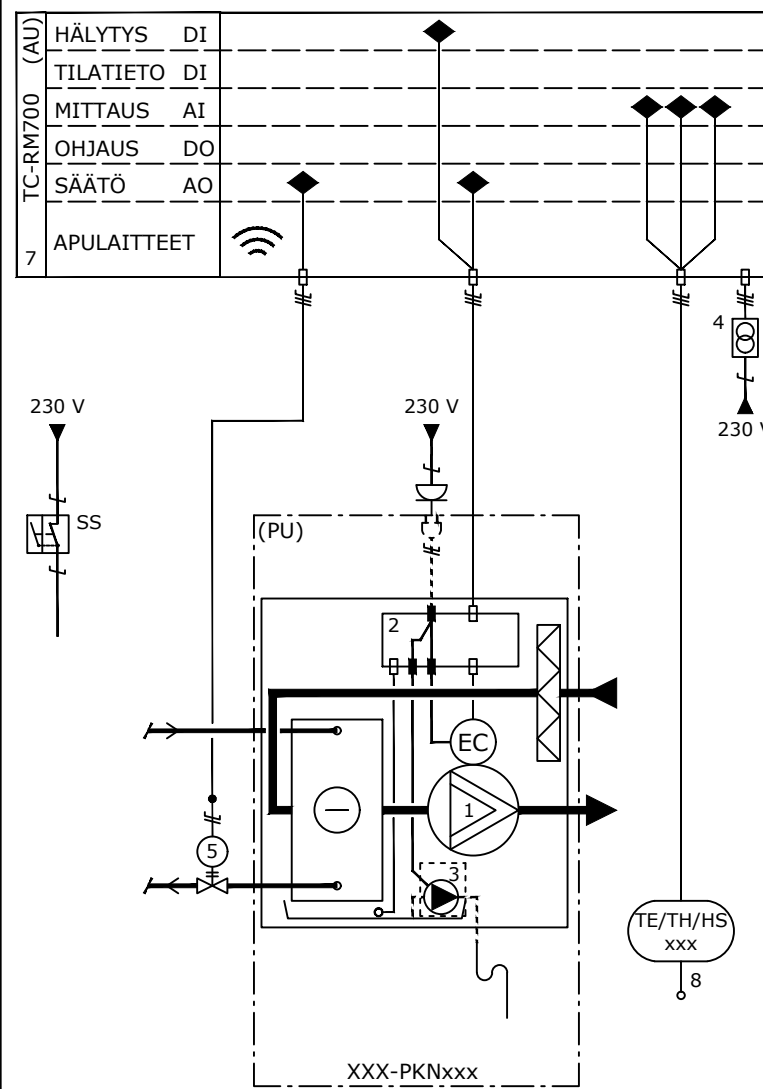 TC-RM700 (AU)
7
HÄLYTYS DI
TILATIETO DI
MITTAUS AI
OHJAUS DO
SÄÄTÖ AO
APULAITTEET
4
230 V
230 V
230 V
SS
(PU)
2
EC
1
5
3
TE/TH/HS
xxx
8
XXX-PKNxxx